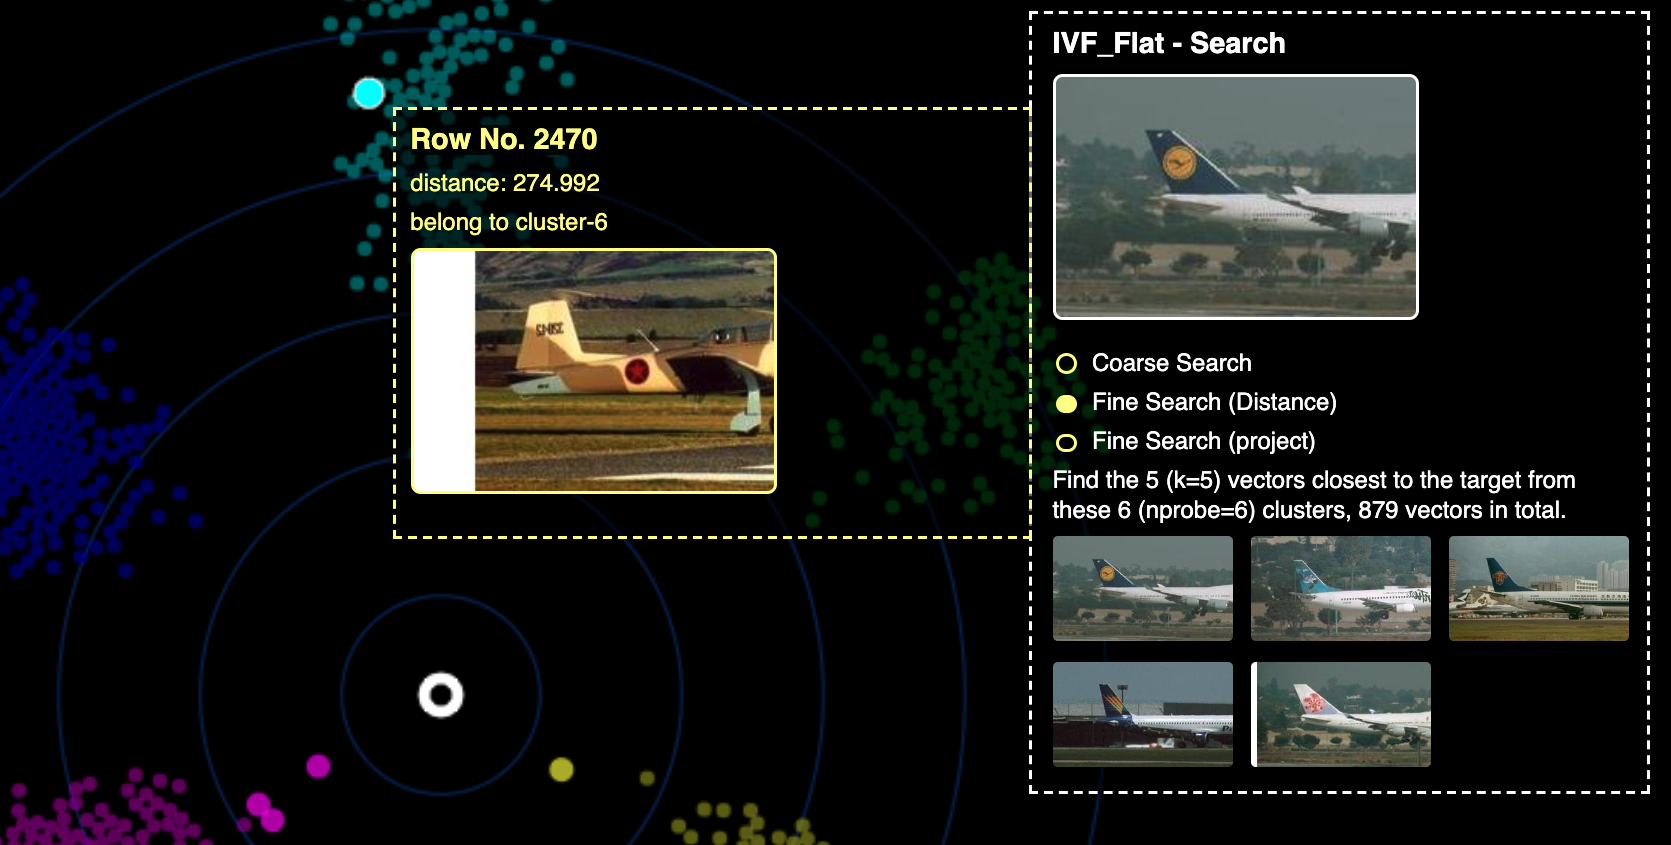 IVF_Flat - Search
Row No. 2470
distance: 274.992
belong to cluster-6
Coarse Search
Fine Search (Distance)
Fine Search (project)
Find the 5 (k=5) vectors closest to the target from
these 6 (nprobe=6) clusters, 879 vectors in total.